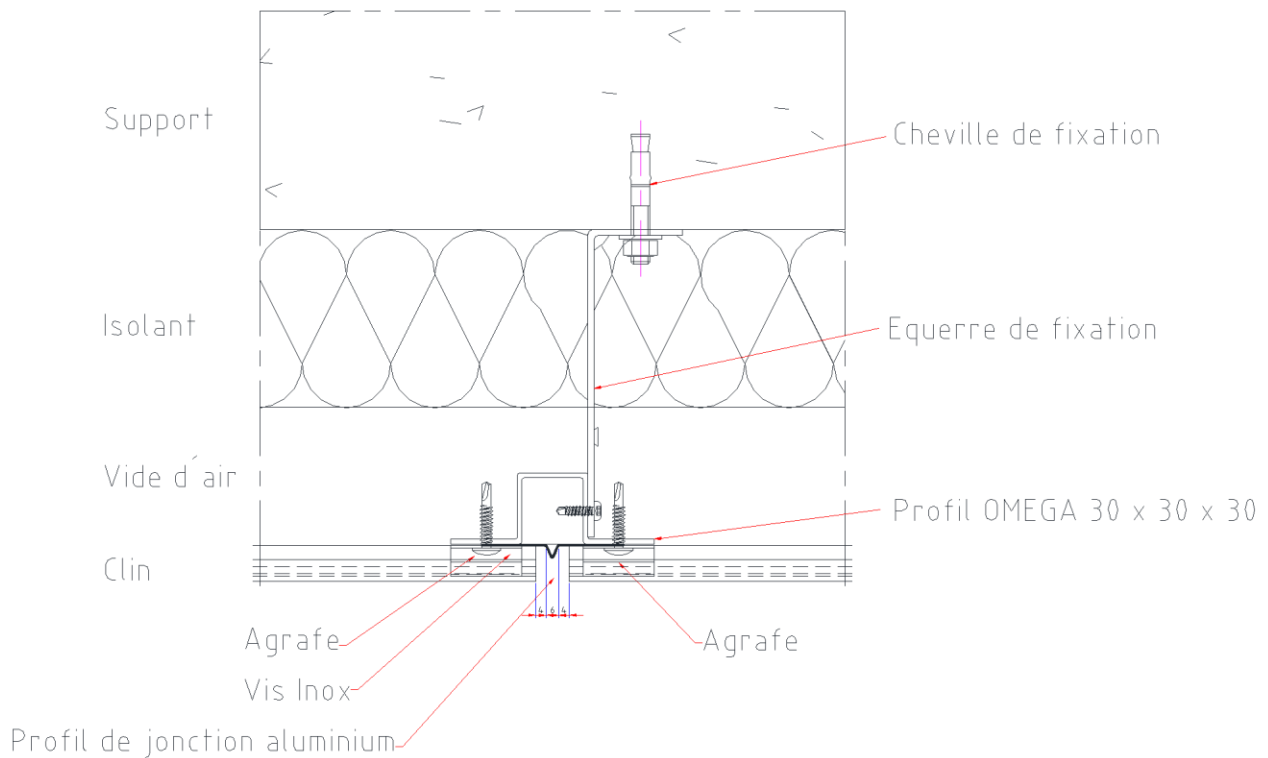 Support
Cheville de fixation
Isolant
Equerre de fixation
Vide d´air
Profil OMEGA 30 x 30 x 30
Clin
4 6 4
Agrafe
Agrafe
Vis Inox
Profil de jonction aluminium